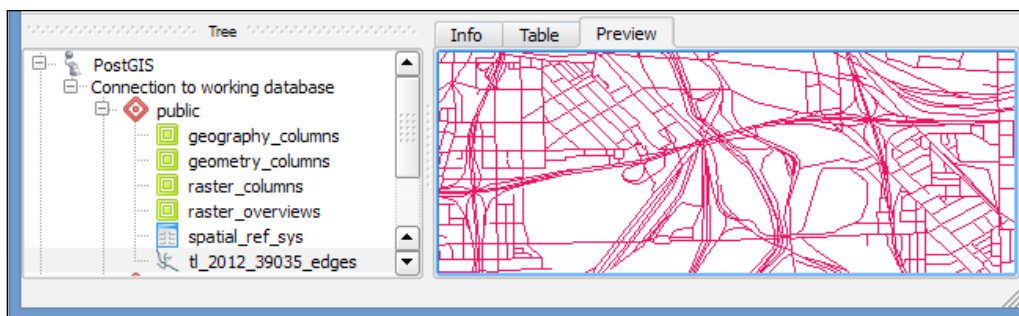 Tree
PostGIS
Connection to working database
public
geography_columns
geometry_columns
raster_columns
raster_overviews
spatial_ref_sys
tl_2012_39035_edges
Info
Table
Preview